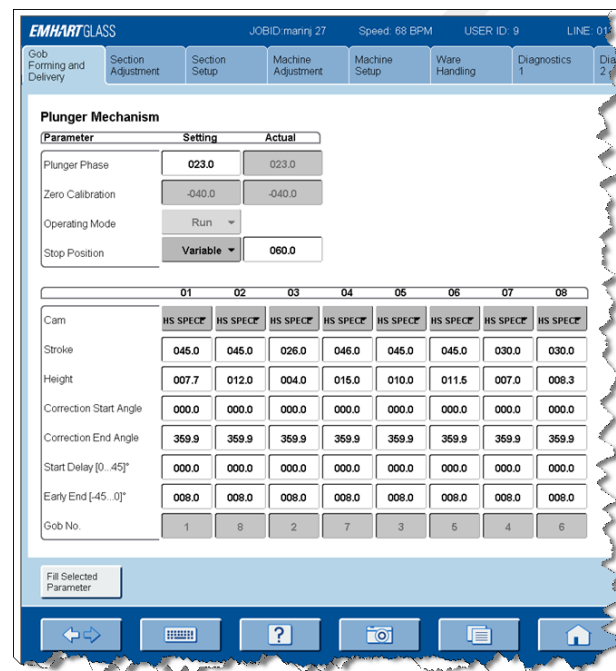 EMHART GLASS JOBID:marinj 27 Speed: 68 BPM USER ID: 9 LINE: 01
Gob Forming and Delivery
Section Adjustment
Section Setup
Machine Adjustment
Machine Setup
Ware Handling
Diagnostics 1
Plunger Mechanism
Parameter Setting Actual
Plunger Phase 023.0 023.0
Zero Calibration -040.0 -040.0
Operating Mode Run
Stop Position Variable 060.0
01 02 03 04 05 06 07 08
Cam HS SPEC HS SPEC HS SPEC HS SPEC HS SPEC HS SPEC HS SPEC HS SPEC
Stroke 045.0 045.0 026.0 046.0 045.0 045.0 030.0 030.0
Height 007.7 012.0 004.0 015.0 010.0 011.5 007.0 008.3
Correction Start Angle 000.0 000.0 000.0 000.0 000.0 000.0 000.0 000.0
Correction End Angle 359.9 359.9 359.9 359.9 359.9 359.9 359.9 359.9
Start Delay [0...45]° 000.0 000.0 000.0 000.0 000.0 000.0 000.0 000.0
Early End [-45...0]° 008.0 008.0 008.0 008.0 008.0 008.0 008.0 008.0
Gob No. 1 8 2 7 3 5 4 6
Fill Selected
Parameter
?